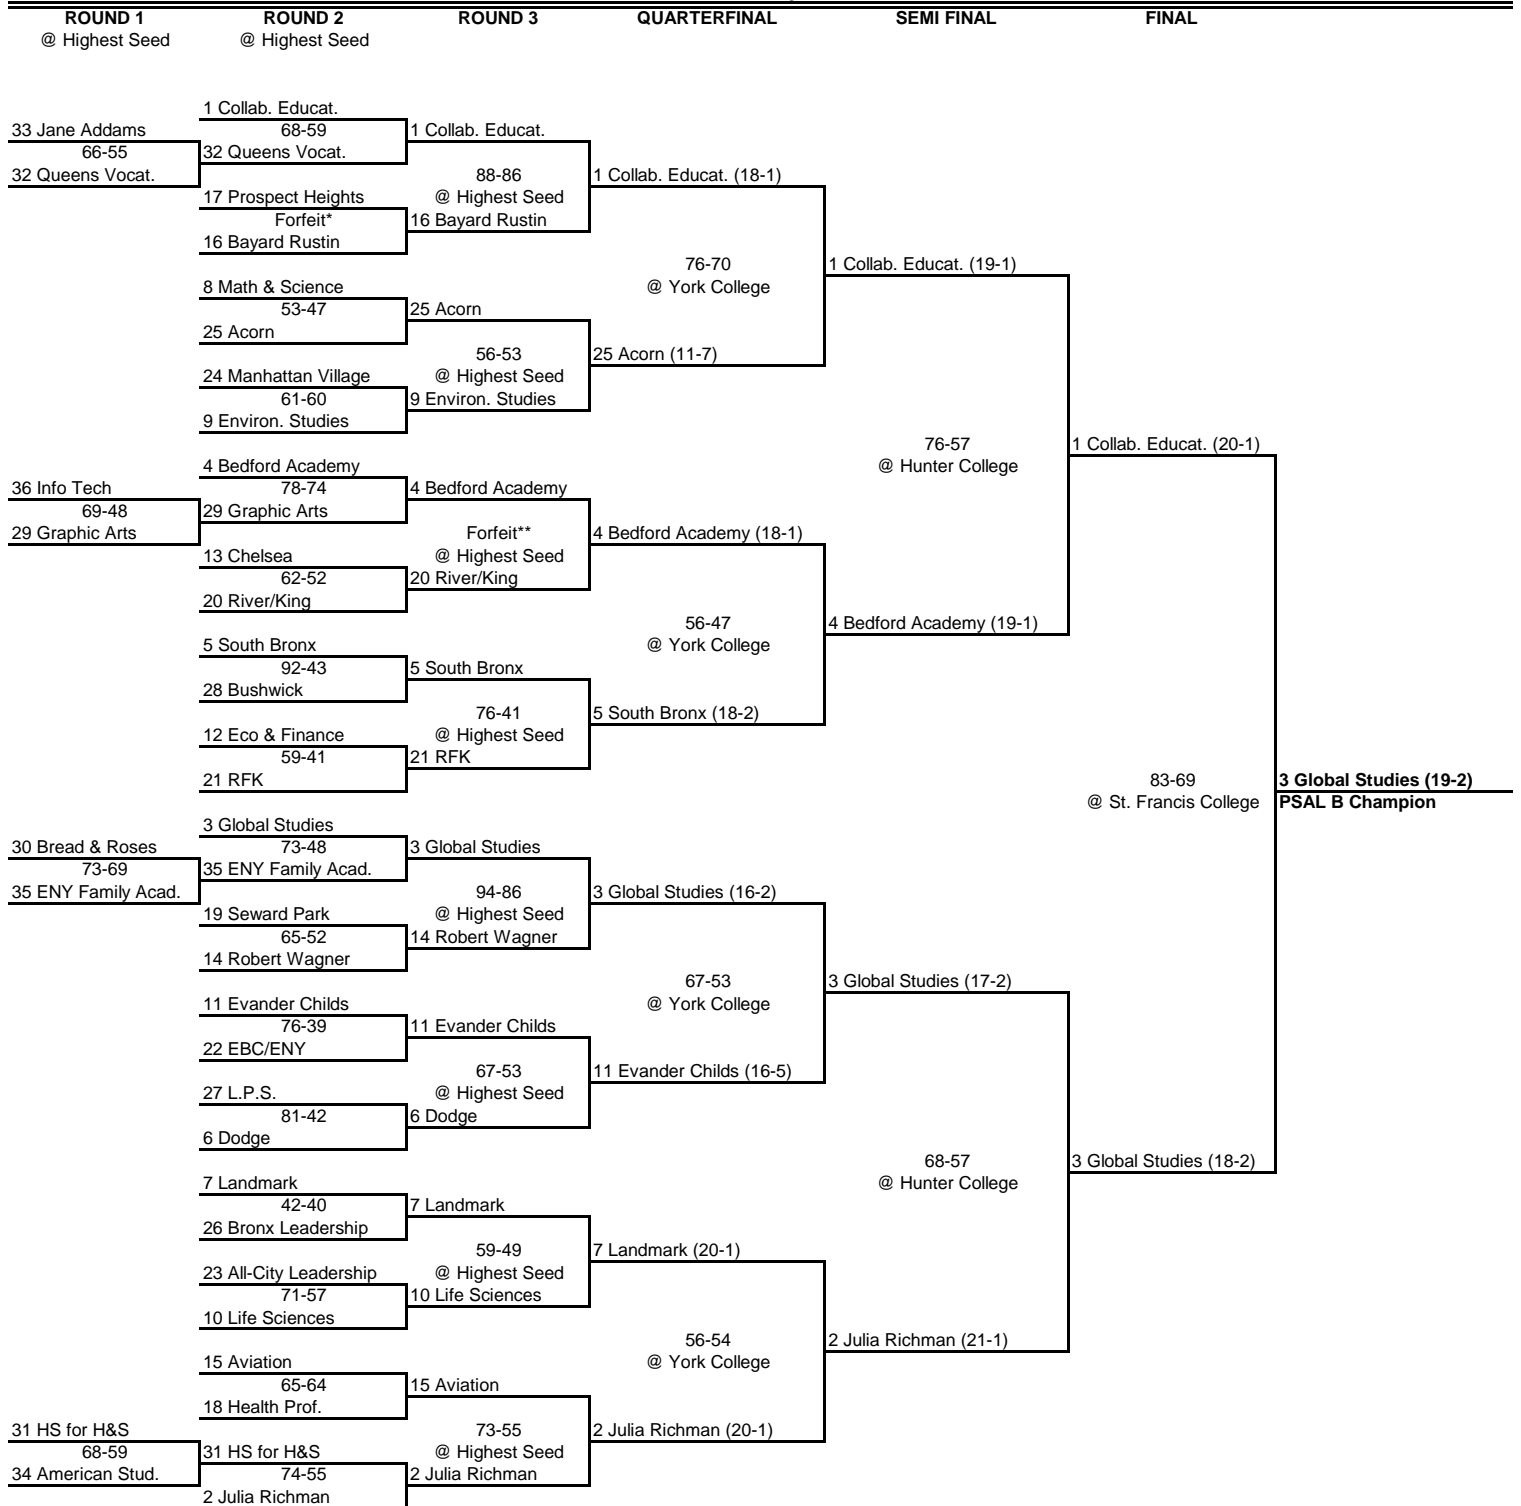 ROUND 1 ROUND 2 ROUND 3 QUARTERFINAL SEMI FINAL FINAL
@ Highest Seed @ Highest Seed
1 Collab. Educat.
33 Jane Addams 68-59 1 Collab. Educat.
66-55 32 Queens Vocat.
32 Queens Vocat. 88-86 1 Collab. Educat. (18-1)
17 Prospect Heights @ Highest Seed
Forfeit* 16 Bayard Rustin
16 Bayard Rustin
76-70 1 Collab. Educat. (19-1)
8 Math & Science @ York College
53-47 25 Acorn
25 Acorn
56-53 25 Acorn (11-7)
24 Manhattan Village @ Highest Seed
61-60 9 Environ. Studies
9 Environ. Studies
76-57 1 Collab. Educat. (20-1)
4 Bedford Academy @ Hunter College
36 Info Tech 78-74 4 Bedford Academy
69-48 29 Graphic Arts
29 Graphic Arts Forfeit** 4 Bedford Academy (18-1)
13 Chelsea @ Highest Seed
62-52 20 River/King
20 River/King
56-47 4 Bedford Academy (19-1)
5 South Bronx @ York College
92-43 5 South Bronx
28 Bushwick
76-41 5 South Bronx (18-2)
12 Eco & Finance @ Highest Seed
59-41 21 RFK
21 RFK 83-69 3 Global Studies (19-2)
@ St. Francis College PSAL B Champion
3 Global Studies
30 Bread & Roses 73-48 3 Global Studies
73-69 35 ENY Family Acad.
35 ENY Family Acad. 94-86 3 Global Studies (16-2)
19 Seward Park @ Highest Seed
65-52 14 Robert Wagner
14 Robert Wagner
67-53 3 Global Studies (17-2)
11 Evander Childs @ York College
76-39 11 Evander Childs
22 EBC/ENY
67-53 11 Evander Childs (16-5)
27 L.P.S. @ Highest Seed
81-42 6 Dodge
6 Dodge
68-57 3 Global Studies (18-2)
7 Landmark @ Hunter College
42-40 7 Landmark
26 Bronx Leadership
59-49 7 Landmark (20-1)
23 All-City Leadership @ Highest Seed
71-57 10 Life Sciences
10 Life Sciences
56-54 2 Julia Richman (21-1)
15 Aviation @ York College
65-64 15 Aviation
18 Health Prof.
31 HS for H&S 73-55 2 Julia Richman (20-1)
68-59 31 HS for H&S @ Highest Seed
34 American Stud. 74-55 2 Julia Richman
2 Julia Richman